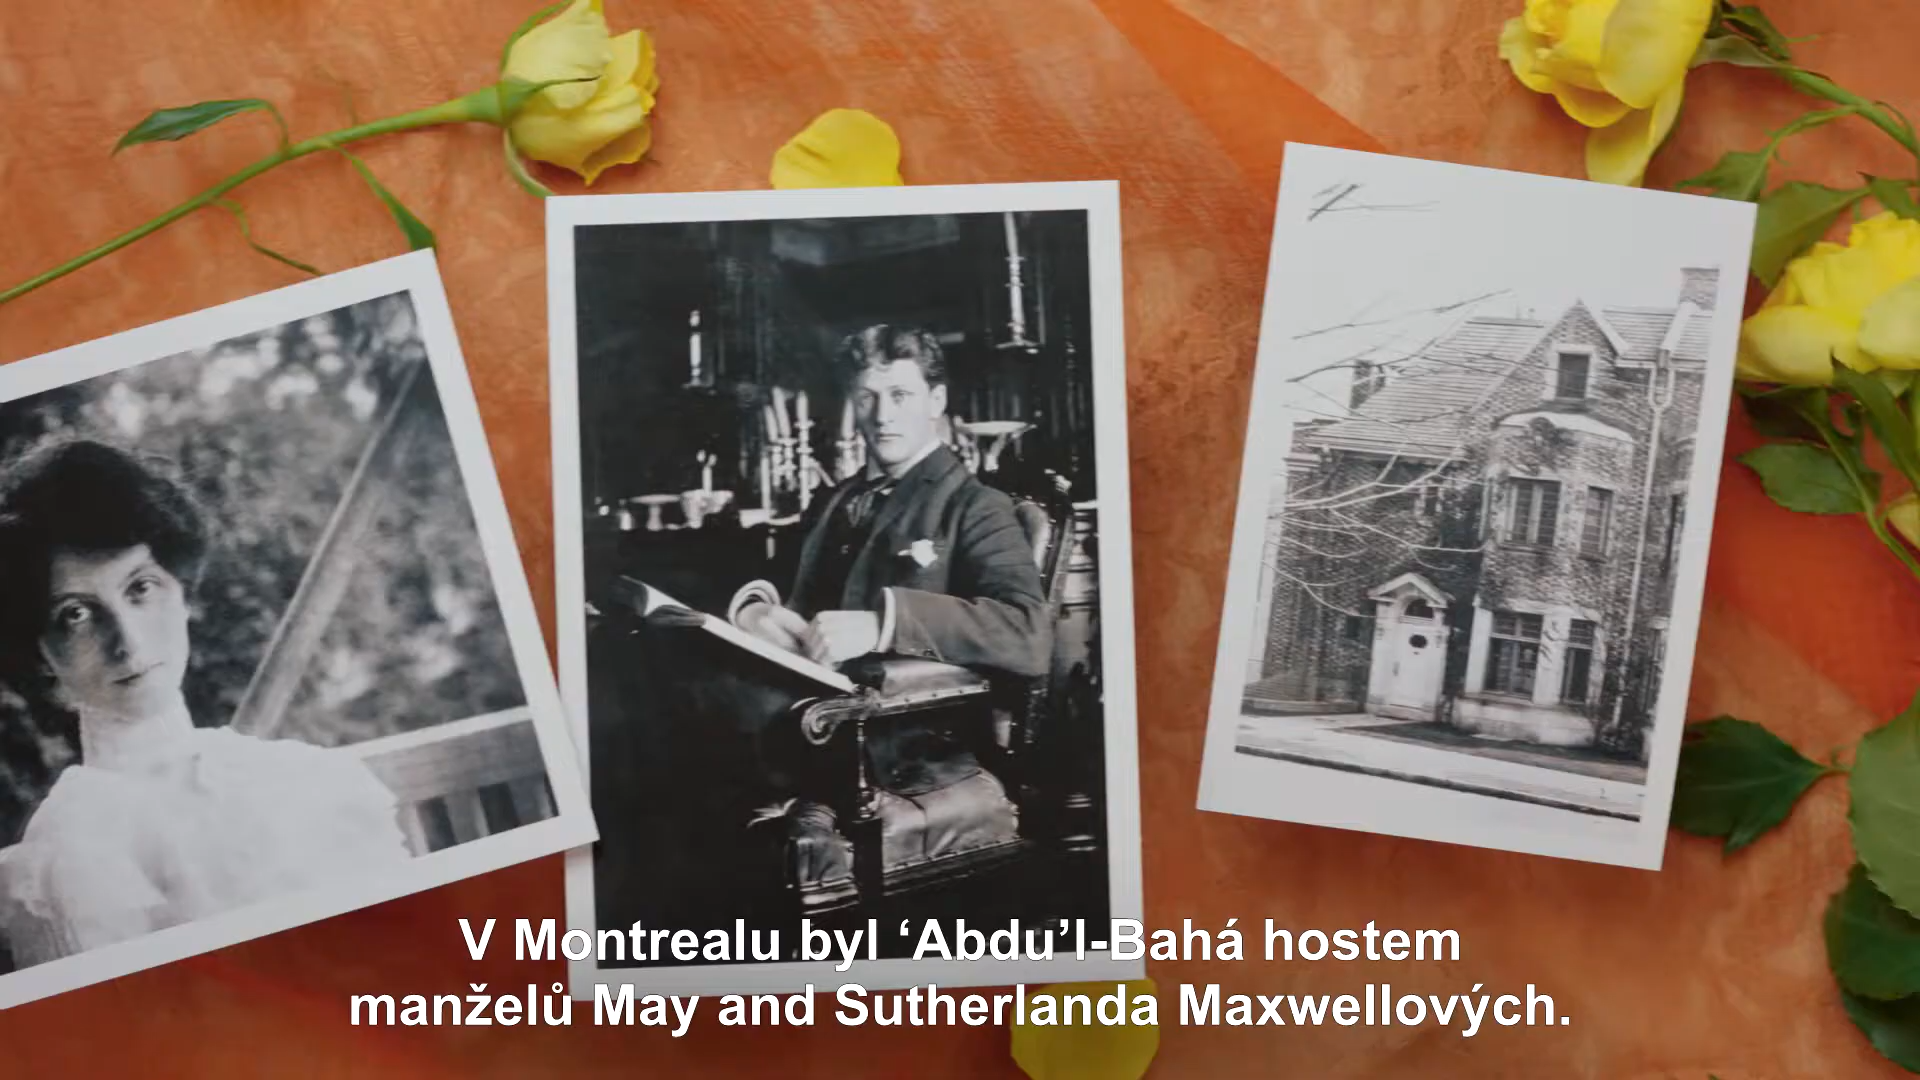 V Montrealu byl ‘Abdu’l-Bahá hostem
manželů May and Sutherlanda Maxwellových.